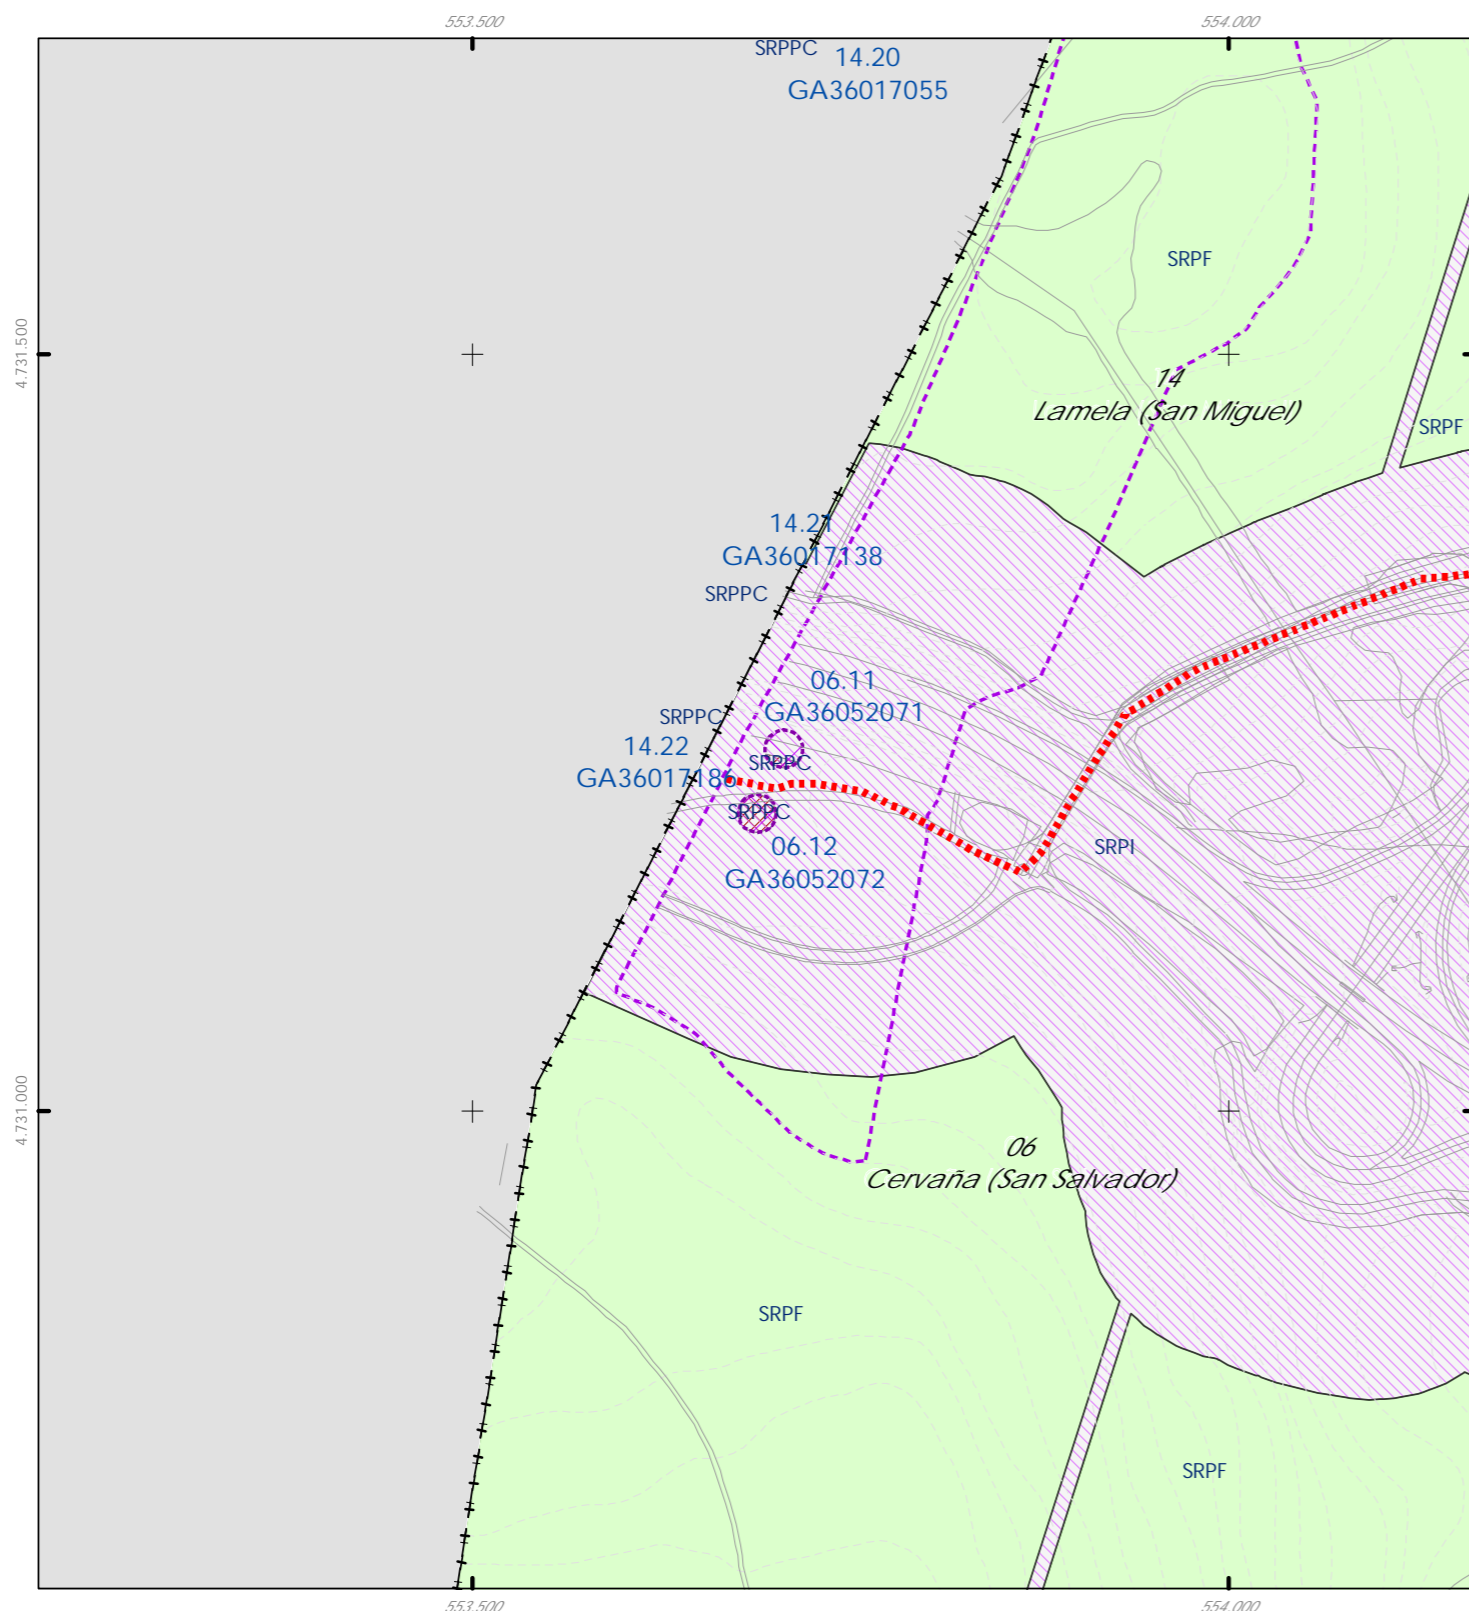 553.500
554.000
SRPPC
14.20
GA36017055
SRPF
4.731.500
14
Lamela (San Miguel)
SRPF
14.21
GA36017138
SRPPC
06.11
GA36052071
SRPPC
14.22
GA36017186
SRPPC
SRPPC
06.12
GA36052072
SRPI
4.731.000
06
Cervaña (San Salvador)
SRPF
SRPF
553.500
554.000